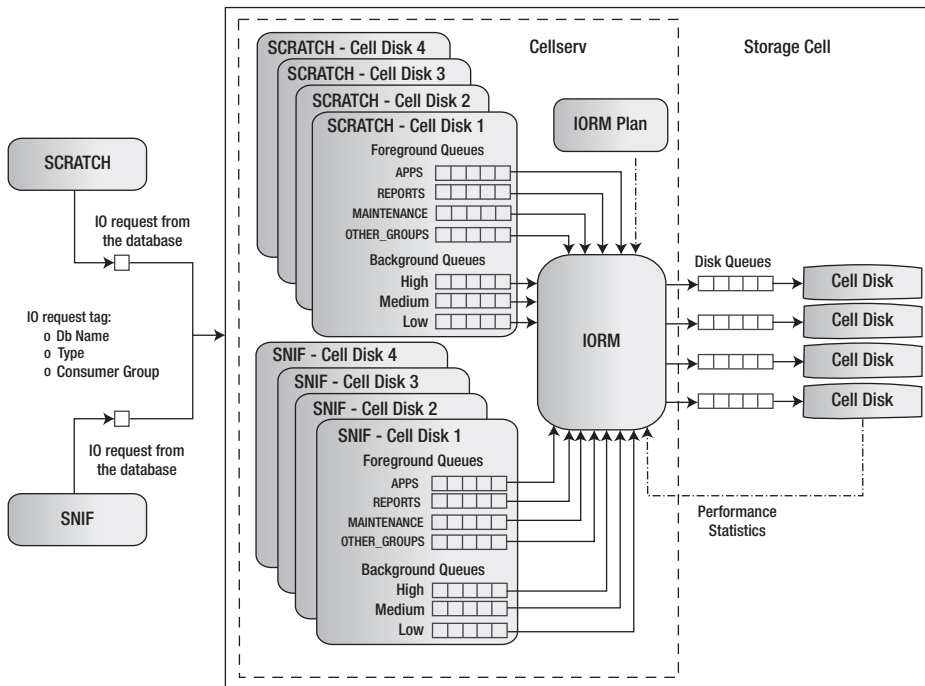 SCRATCH
IO request from
the database
IO request tag:
o Db Name
o Type
o Consumer Group
IO request from
the database
SNIF
Cellserv
Storage Cell
SCRATCH - Cell Disk 4
SCRATCH - Cell Disk 3
SCRATCH - Cell Disk 2
SCRATCH - Cell Disk 1
Foreground Queues
APPS
REPORTS
MAINTENANCE
OTHER_GROUPS
Background Queues
High
Medium
Low
SNIF - Cell Disk 4
SNIF - Cell Disk 3
SNIF - Cell Disk 2
SNIF - Cell Disk 1
Foreground Queues
APPS
REPORTS
MAINTENANCE
OTHER_GROUPS
Background Queues
High
Medium
Low
IORM Plan
IORM
Disk Queues
Cell Disk
Cell Disk
Cell Disk
Cell Disk
Performance
Statistics